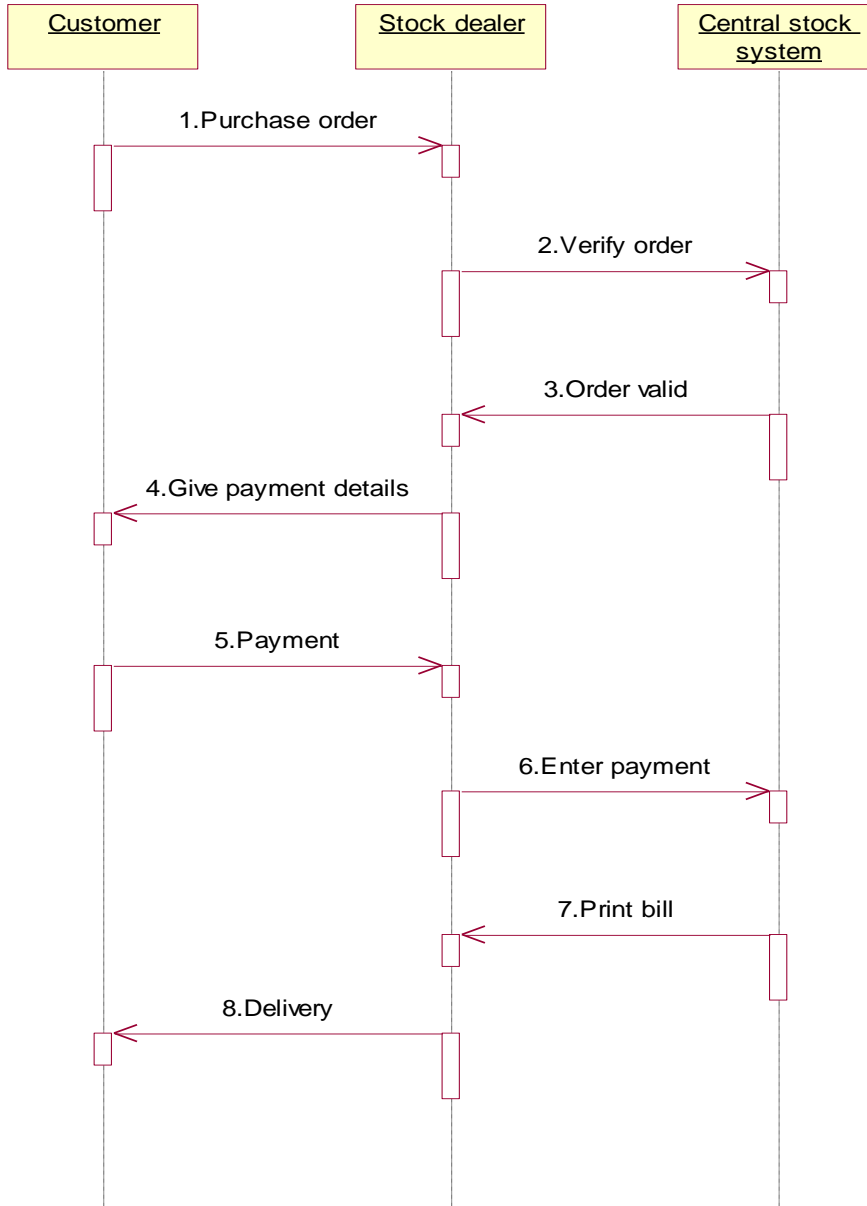 Customer
Stock dealer
Central stock
system
1.Purchase order
2.Verify order
3.Order valid
4.Give payment details
5.Payment
6.Enter payment
7.Print bill
8.Delivery